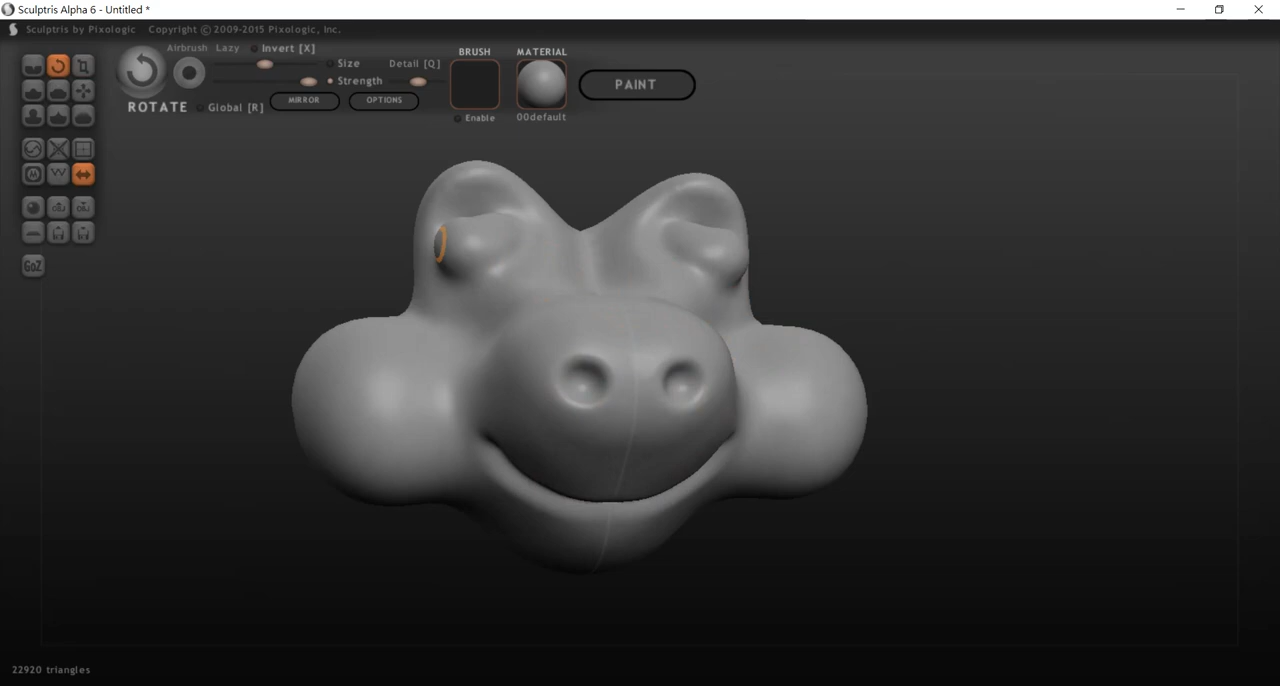 Sculptris Alpha 6 - Untitled *
Sculptris by Pixologic Copyright © 2009-2015 Pixologic, Inc.
Airbrush Lazy Invert [X]
Size Detail [Q]
Strength
ROTATE Global [R] MIRROR OPTIONS
BRUSH
Enable
MATERIAL
00default
PAINT
GoZ
22920 triangles